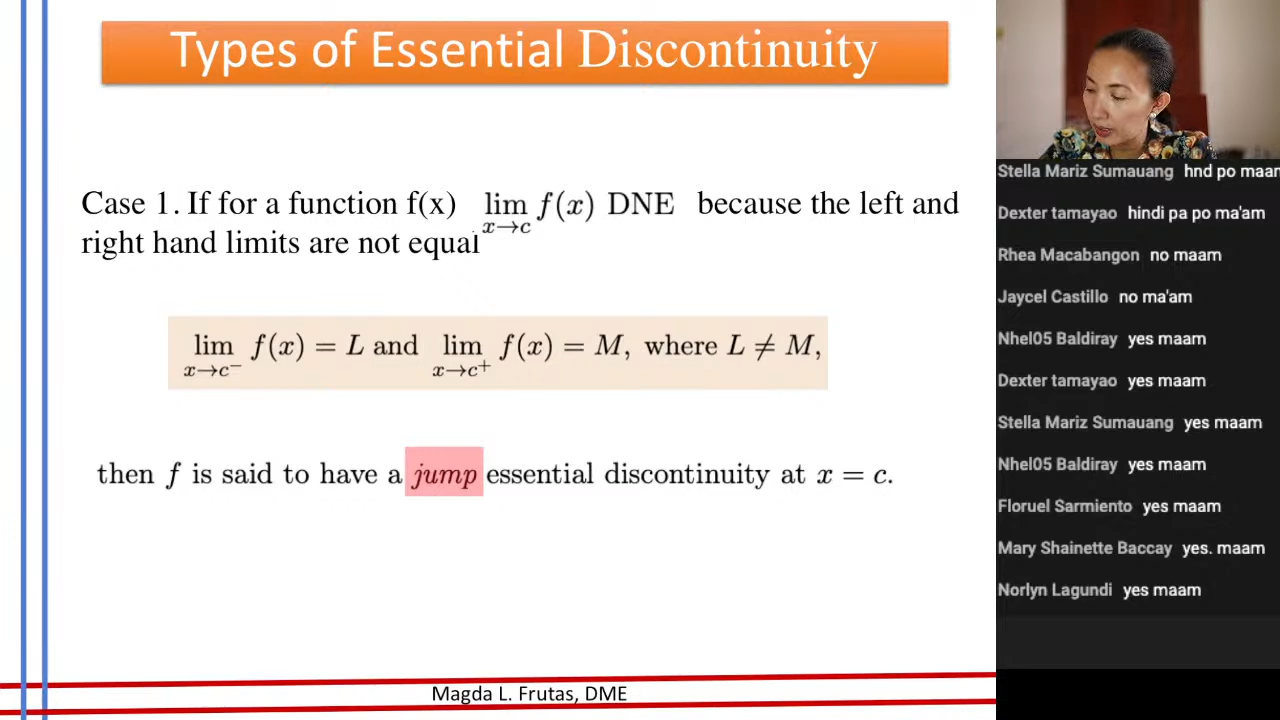 Types of Essential Discontinuity
Case 1. If for a function f(x) lim f(x) DNE because the left and
x→c
right hand limits are not equal
lim f(x) = L and lim f(x) = M, where L ≠ M,
x→c⁻ x→c⁺
then f is said to have a jump essential discontinuity at x = c.
Magda L. Frutas, DME
Stella Mariz Sumauang hnd po maam
Dexter tamayao hindi pa po ma'am
Rhea Macabangon no maam
Jaycel Castillo no ma'am
Nhel05 Baldiray yes maam
Dexter tamayao yes maam
Stella Mariz Sumauang yes maam
Nhel05 Baldiray yes maam
Floruel Sarmiento yes maam
Mary Shainette Baccay yes. maam
Norlyn Lagundi yes maam